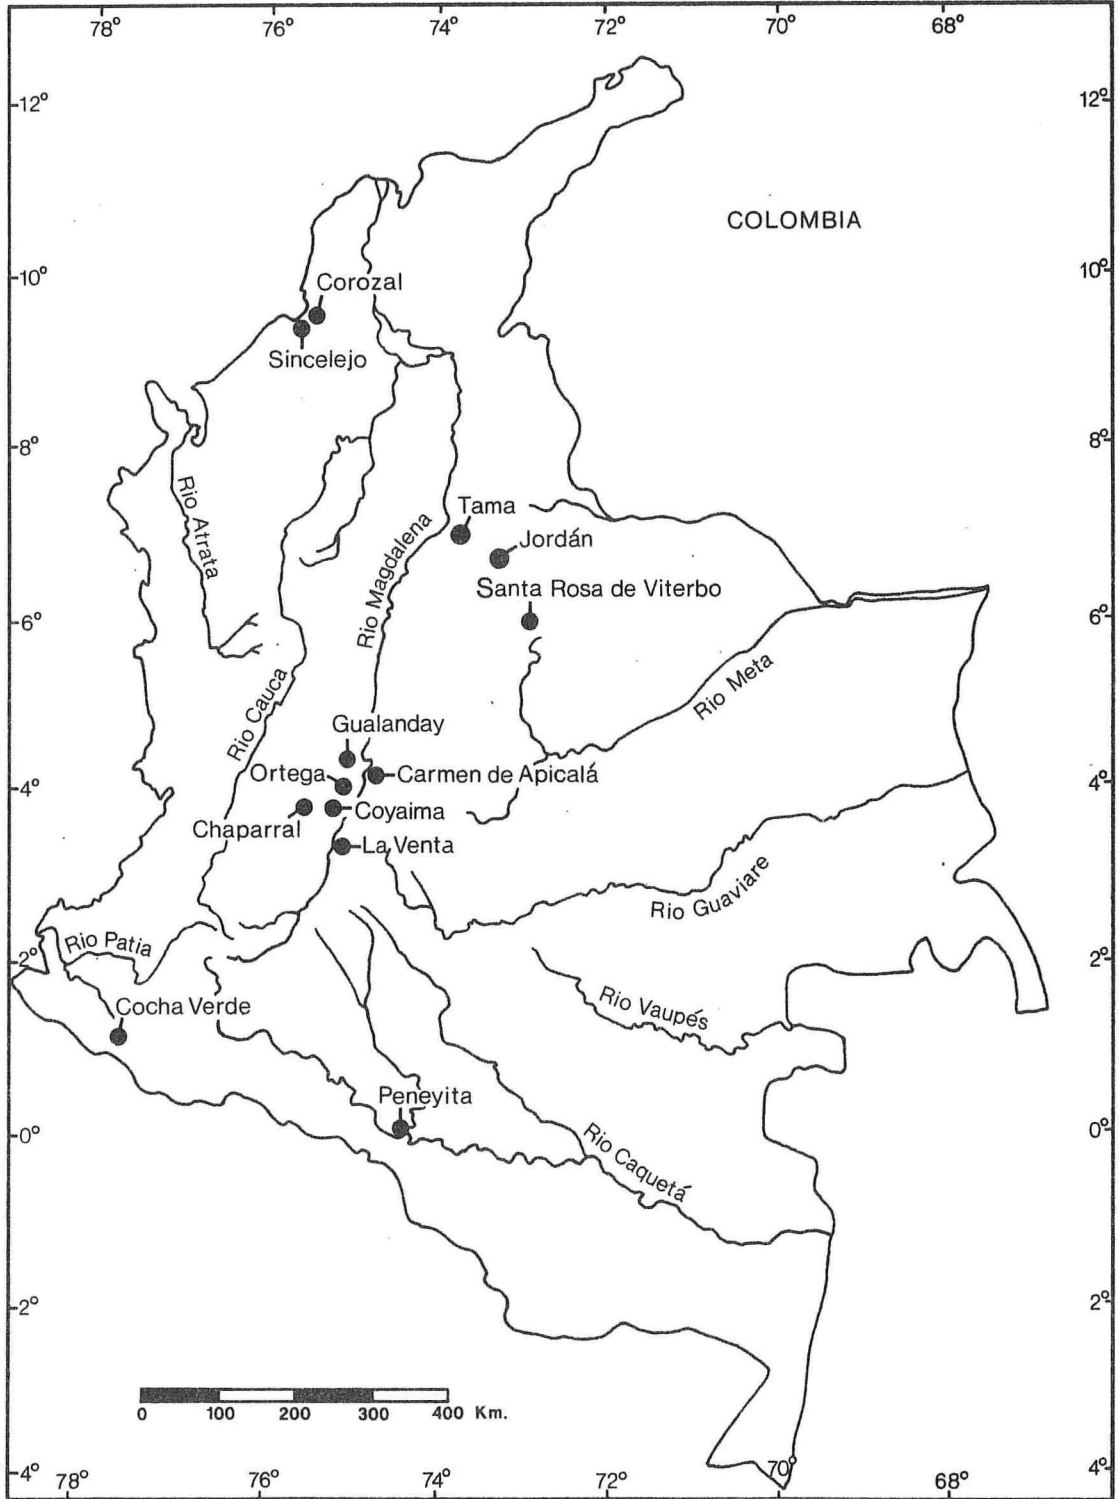 78° 76° 74° 72° 70° 68°
12° 12°
COLOMBIA
10° 10°
Corozal
Sincelejo
8° 8°
Rio Atrata
Tama
Rio Magdalena
Jordán
Santa Rosa de Viterbo
6° 6°
Rio Cauca
Rio Meta
Gualanday
Ortega
Carmen de Apicalá
4° 4°
Chaparral
Coyaima
La Venta
Rio Guaviare
Rio Patia
2° 2°
Rio Vaupés
Cocha Verde
Peneyita
0° 0°
Rio Caquetá
2° 2°
0 100 200 300 400 Km.
4° 4°
78° 76° 74° 72° 70° 68°